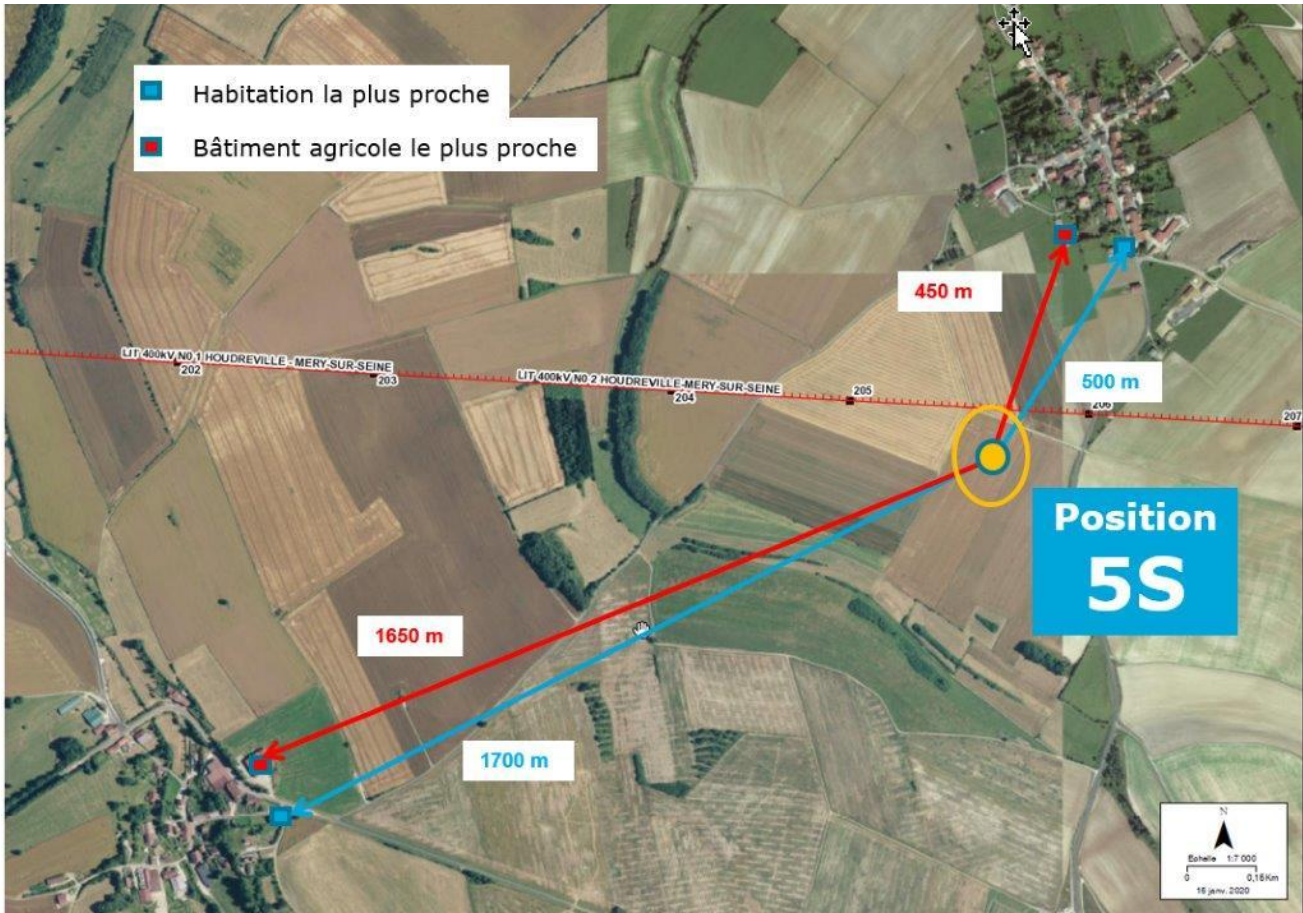 Habitation la plus proche
Bâtiment agricole le plus proche
450 m
LIT 400kV N0 1 HOUDREVILLE - MERY-SUR-SEINE
202
203
LIT 400kV N0 2 HOUDREVILLE-MERY-SUR-SEINE
204
205
500 m
206
207
Position
5S
1650 m
1700 m
N
Echelle 1:7 000
0 0,15 Km
16 janv. 2020